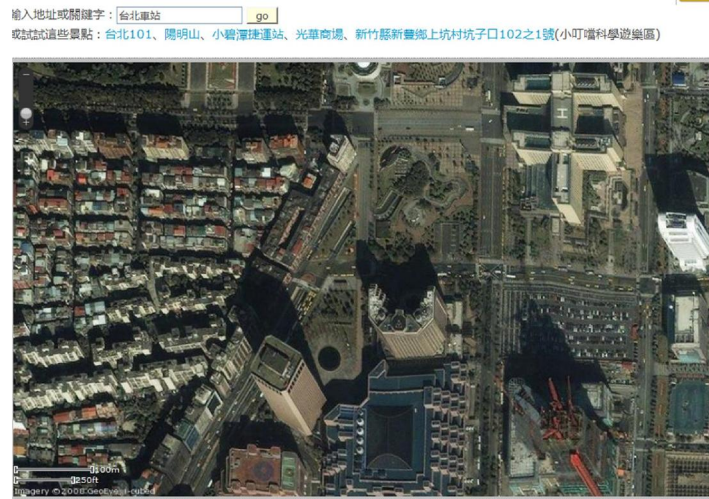 輸入地址或關鍵字：台北車站 go
或試試這些景點：台北101、陽明山、小碧潭捷運站、光華商場、新竹縣新豐鄉上坑村坑子口102之1號(小叮噹科學遊樂區)
100m
250ft
Imagery ©2008 GeoEye/I-cubed